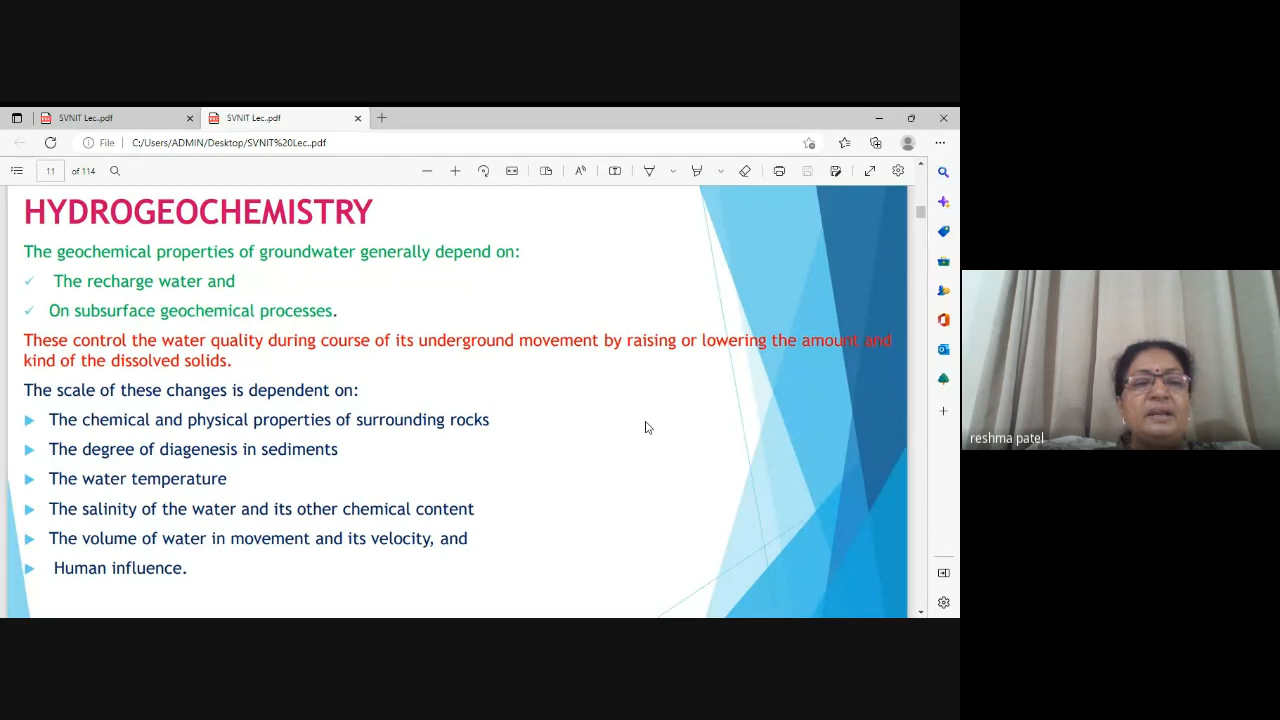 SVNIT Lec..pdf
SVNIT Lec..pdf
File
C:/Users/ADMIN/Desktop/SVNIT%20Lec..pdf
11
of 114
HYDROGEOCHEMISTRY
The geochemical properties of groundwater generally depend on:
The recharge water and
On subsurface geochemical processes.
These control the water quality during course of its underground movement by raising or lowering the amount and
kind of the dissolved solids.
The scale of these changes is dependent on:
The chemical and physical properties of surrounding rocks
The degree of diagenesis in sediments
The water temperature
The salinity of the water and its other chemical content
The volume of water in movement and its velocity, and
Human influence.
reshma patel